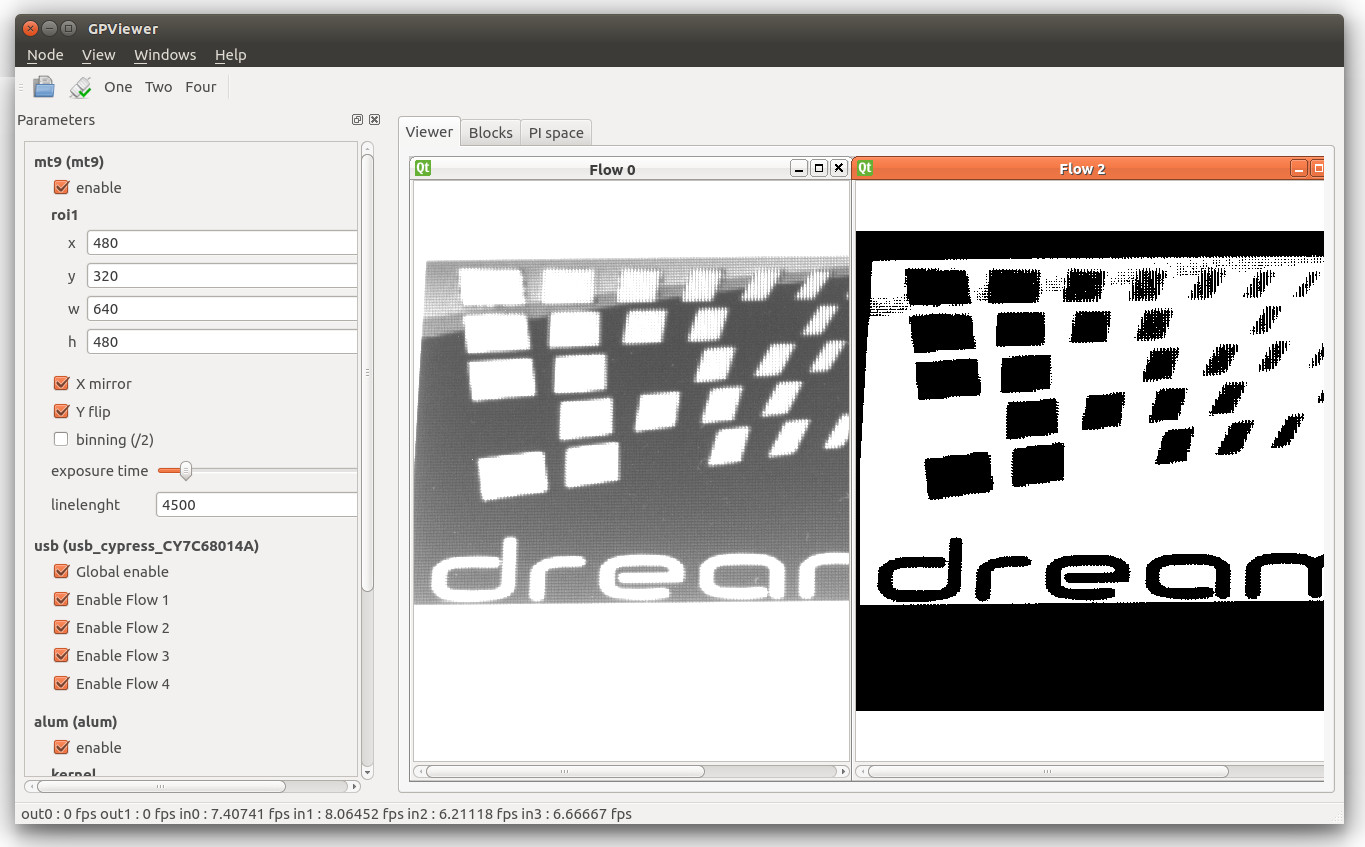 GPViewer
Node View Windows Help
One Two Four
Parameters
mt9 (mt9)
enable
roi1
x 480
y 320
w 640
h 480
X mirror
Y flip
binning (/2)
exposure time
linelenght 4500
usb (usb_cypress_CY7C68014A)
Global enable
Enable Flow 1
Enable Flow 2
Enable Flow 3
Enable Flow 4
alum (alum)
enable
kernel
Viewer Blocks PI space
Qt Flow 0
dream
Qt Flow 2
dream
out0 : 0 fps out1 : 0 fps in0 : 7.40741 fps in1 : 8.06452 fps in2 : 6.21118 fps in3 : 6.66667 fps